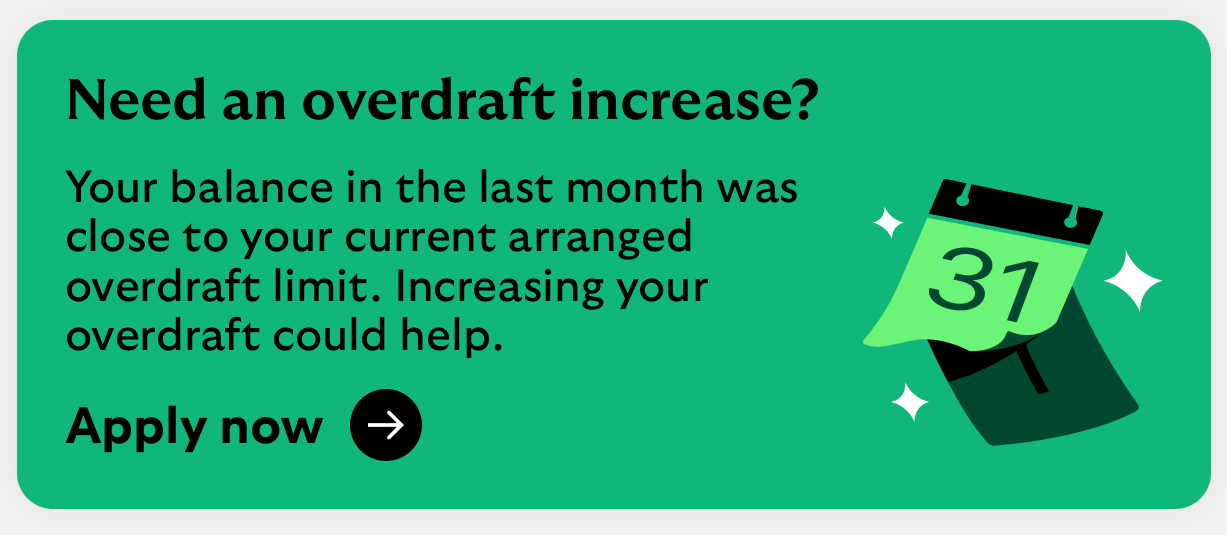 Need an overdraft increase?
Your balance in the last month was
close to your current arranged
overdraft limit. Increasing your
overdraft could help.
Apply now
31